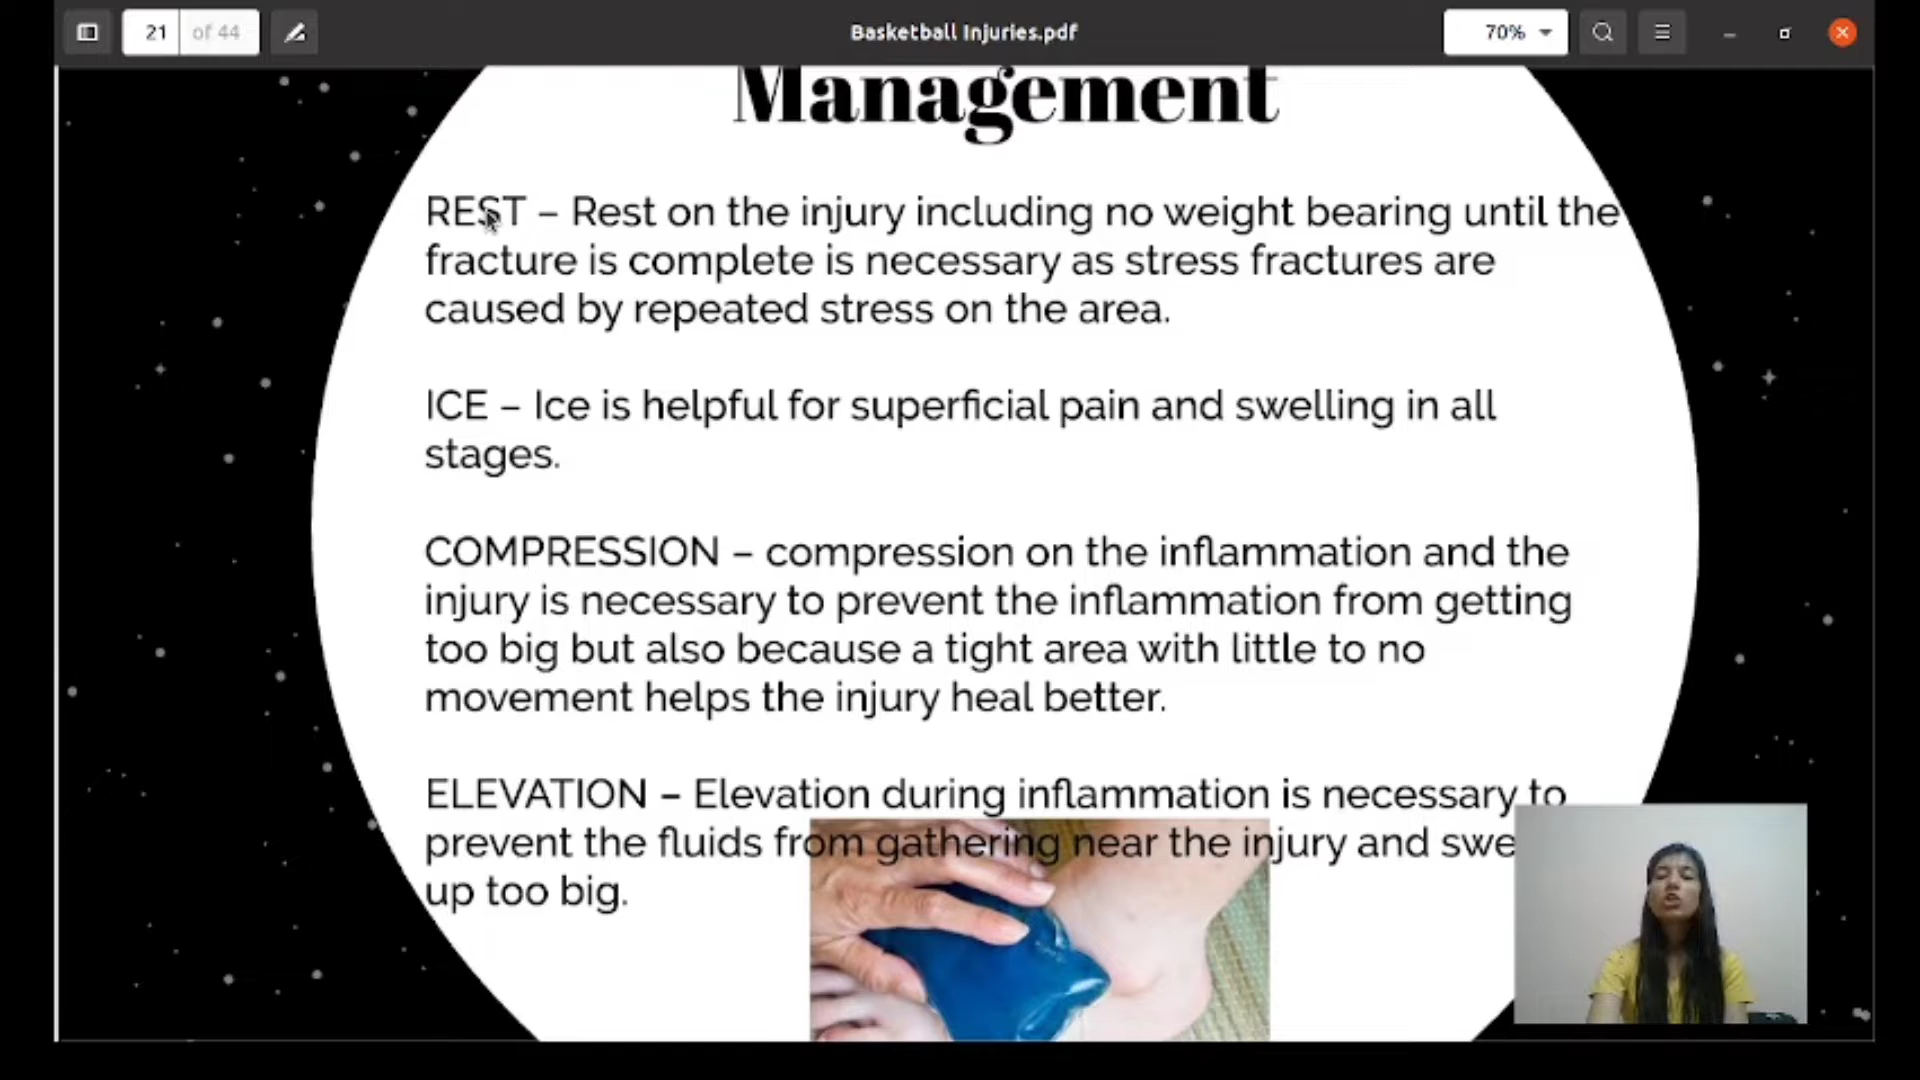 21 of 44
Basketball Injuries.pdf
70%
Management
REST – Rest on the injury including no weight bearing until the
fracture is complete is necessary as stress fractures are
caused by repeated stress on the area.
ICE – Ice is helpful for superficial pain and swelling in all
stages.
COMPRESSION – compression on the inflammation and the
injury is necessary to prevent the inflammation from getting
too big but also because a tight area with little to no
movement helps the injury heal better.
ELEVATION – Elevation during inflammation is necessary to
prevent the fluids from gathering near the injury and swe
up too big.